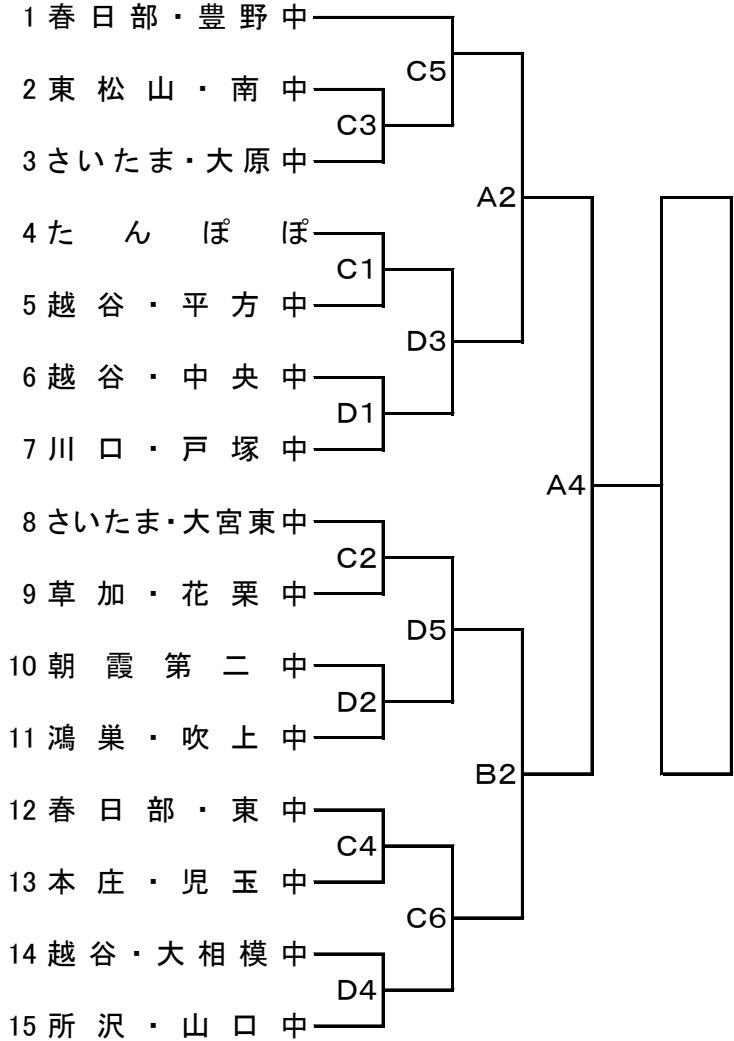 1 春日部・豊野中
C5
2 東松山・南中
C3
3 さいたま・大原中
A2
4 たんぽぽ
C1
5 越谷・平方中
D3
6 越谷・中央中
D1
7 川口・戸塚中
A4
8 さいたま・大宮東中
C2
9 草加・花栗中
D5
10 朝霞第二中
D2
11 鴻巣・吹上中
B2
12 春日部・東中
C4
13 本庄・児玉中
C6
14 越谷・大相模中
D4
15 所沢・山口中